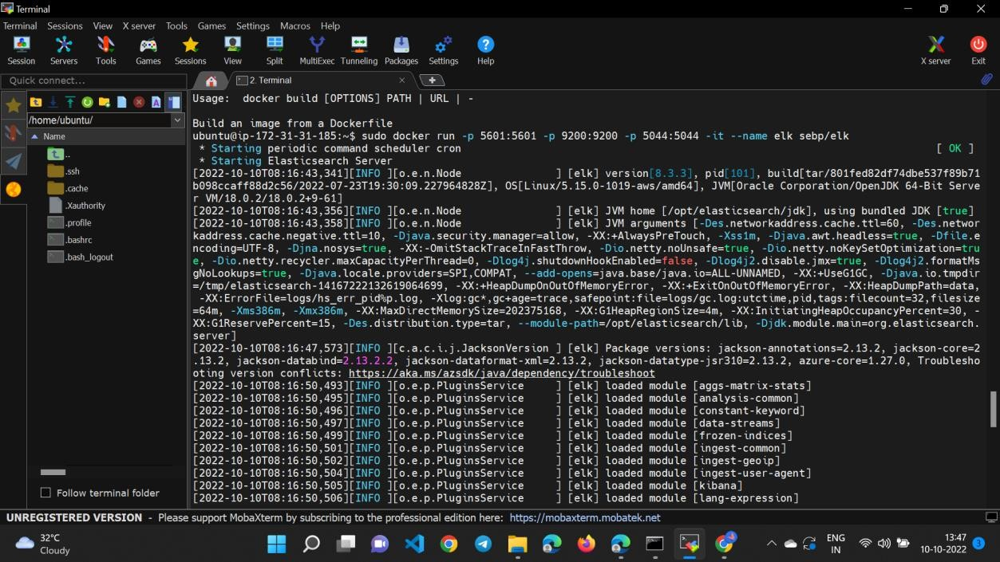 Terminal
Terminal Sessions View X server Tools Games Settings Macros Help
Session Servers Tools Games Sessions View Split MultiExec Tunneling Packages Settings Help X server Exit
Quick connect...
2. Terminal
/home/ubuntu/
Name
..
.ssh
.cache
.Xauthority
.profile
.bashrc
.bash_logout
Follow terminal folder
Usage:  docker build [OPTIONS] PATH | URL | -
Build an image from a Dockerfile
ubuntu@ip-172-31-31-185:~$ sudo docker run -p 5601:5601 -p 9200:9200 -p 5044:5044 -it --name elk sebp/elk
 * Starting periodic command scheduler cron [ OK ]
 * Starting Elasticsearch Server
[2022-10-10T08:16:43,341][INFO ][o.e.n.Node               ] [elk] version[8.3.3], pid[101], build[tar/801fed82df74dbe537f89b71
b098ccaff88d2c56/2022-07-23T19:30:09.227964828Z], OS[Linux/5.15.0-1019-aws/amd64], JVM[Oracle Corporation/OpenJDK 64-Bit Serve
r VM/18.0.2/18.0.2+9-61]
[2022-10-10T08:16:43,356][INFO ][o.e.n.Node               ] [elk] JVM home [/opt/elasticsearch/jdk], using bundled JDK [true]
[2022-10-10T08:16:43,358][INFO ][o.e.n.Node               ] [elk] JVM arguments [-Des.networkaddress.cache.ttl=60, -Des.networ
kaddress.cache.negative.ttl=10, -Djava.security.manager=allow, -XX:+AlwaysPreTouch, -Xss1m, -Djava.awt.headless=true, -Dfile.e
ncoding=UTF-8, -Djna.nosys=true, -XX:-OmitStackTraceInFastThrow, -Dio.netty.noUnsafe=true, -Dio.netty.noKeySetOptimization=tru
e, -Dio.netty.recycler.maxCapacityPerThread=0, -Dlog4j.shutdownHookEnabled=false, -Dlog4j2.disable.jmx=true, -Dlog4j2.formatMs
gNoLookups=true, -Djava.locale.providers=SPI,COMPAT, --add-opens=java.base/java.io=ALL-UNNAMED, -XX:+UseG1GC, -Djava.io.tmpdir
=/tmp/elasticsearch-14167222132619064699, -XX:+HeapDumpOnOutOfMemoryError, -XX:+ExitOnOutOfMemoryError, -XX:HeapDumpPath=data,
 -XX:ErrorFile=logs/hs_err_pid%p.log, -Xlog:gc*,gc+age=trace,safepoint:file=logs/gc.log:utctime,pid,tags:filecount=32,filesize
=64m, -Xms386m, -Xmx386m, -XX:MaxDirectMemorySize=202375168, -XX:G1HeapRegionSize=4m, -XX:InitiatingHeapOccupancyPercent=30, -
XX:G1ReservePercent=15, -Des.distribution.type=tar, --module-path=/opt/elasticsearch/lib, -Djdk.module.main=org.elasticsearch.
server]
[2022-10-10T08:16:47,573][INFO ][c.a.c.i.j.JacksonVersion ] [elk] Package versions: jackson-annotations=2.13.2, jackson-core=2
.13.2, jackson-databind=2.13.2.2, jackson-dataformat-xml=2.13.2, jackson-datatype-jsr310=2.13.2, azure-core=1.27.0, Troublesho
oting version conflicts: https://aka.ms/azsdk/java/dependency/troubleshoot
[2022-10-10T08:16:50,493][INFO ][o.e.p.PluginsService     ] [elk] loaded module [aggs-matrix-stats]
[2022-10-10T08:16:50,495][INFO ][o.e.p.PluginsService     ] [elk] loaded module [analysis-common]
[2022-10-10T08:16:50,496][INFO ][o.e.p.PluginsService     ] [elk] loaded module [constant-keyword]
[2022-10-10T08:16:50,497][INFO ][o.e.p.PluginsService     ] [elk] loaded module [data-streams]
[2022-10-10T08:16:50,499][INFO ][o.e.p.PluginsService     ] [elk] loaded module [frozen-indices]
[2022-10-10T08:16:50,501][INFO ][o.e.p.PluginsService     ] [elk] loaded module [ingest-common]
[2022-10-10T08:16:50,502][INFO ][o.e.p.PluginsService     ] [elk] loaded module [ingest-geoip]
[2022-10-10T08:16:50,504][INFO ][o.e.p.PluginsService     ] [elk] loaded module [ingest-user-agent]
[2022-10-10T08:16:50,505][INFO ][o.e.p.PluginsService     ] [elk] loaded module [kibana]
[2022-10-10T08:16:50,506][INFO ][o.e.p.PluginsService     ] [elk] loaded module [lang-expression]
UNREGISTERED VERSION - Please support MobaXterm by subscribing to the professional edition here: https://mobaxterm.mobatek.net
32°C
Cloudy
ENG
IN
13:47
10-10-2022
3